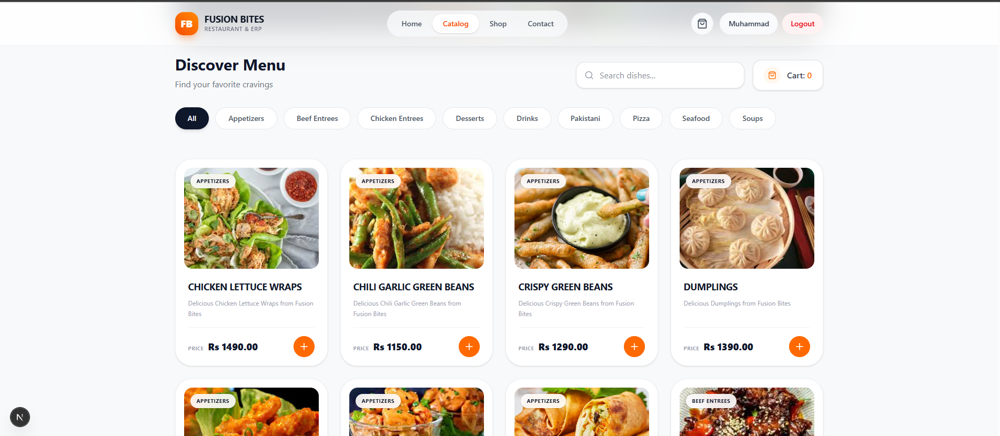 FB
FUSION BITES
RESTAURANT & ERP
Home
Catalog
Shop
Contact
Muhammad
Logout
Discover Menu
Find your favorite cravings
Search dishes...
Cart: 0
All
Appetizers
Beef Entrees
Chicken Entrees
Desserts
Drinks
Pakistani
Pizza
Seafood
Soups
APPETIZERS
CHICKEN LETTUCE WRAPS
Delicious Chicken Lettuce Wraps from Fusion
Bites
PRICE Rs 1490.00
APPETIZERS
CHILI GARLIC GREEN BEANS
Delicious Chili Garlic Green Beans from
Fusion Bites
PRICE Rs 1150.00
APPETIZERS
CRISPY GREEN BEANS
Delicious Crispy Green Beans from Fusion
Bites
PRICE Rs 1290.00
APPETIZERS
DUMPLINGS
Delicious Dumplings from Fusion Bites
PRICE Rs 1390.00
APPETIZERS
APPETIZERS
APPETIZERS
BEEF ENTREES
N